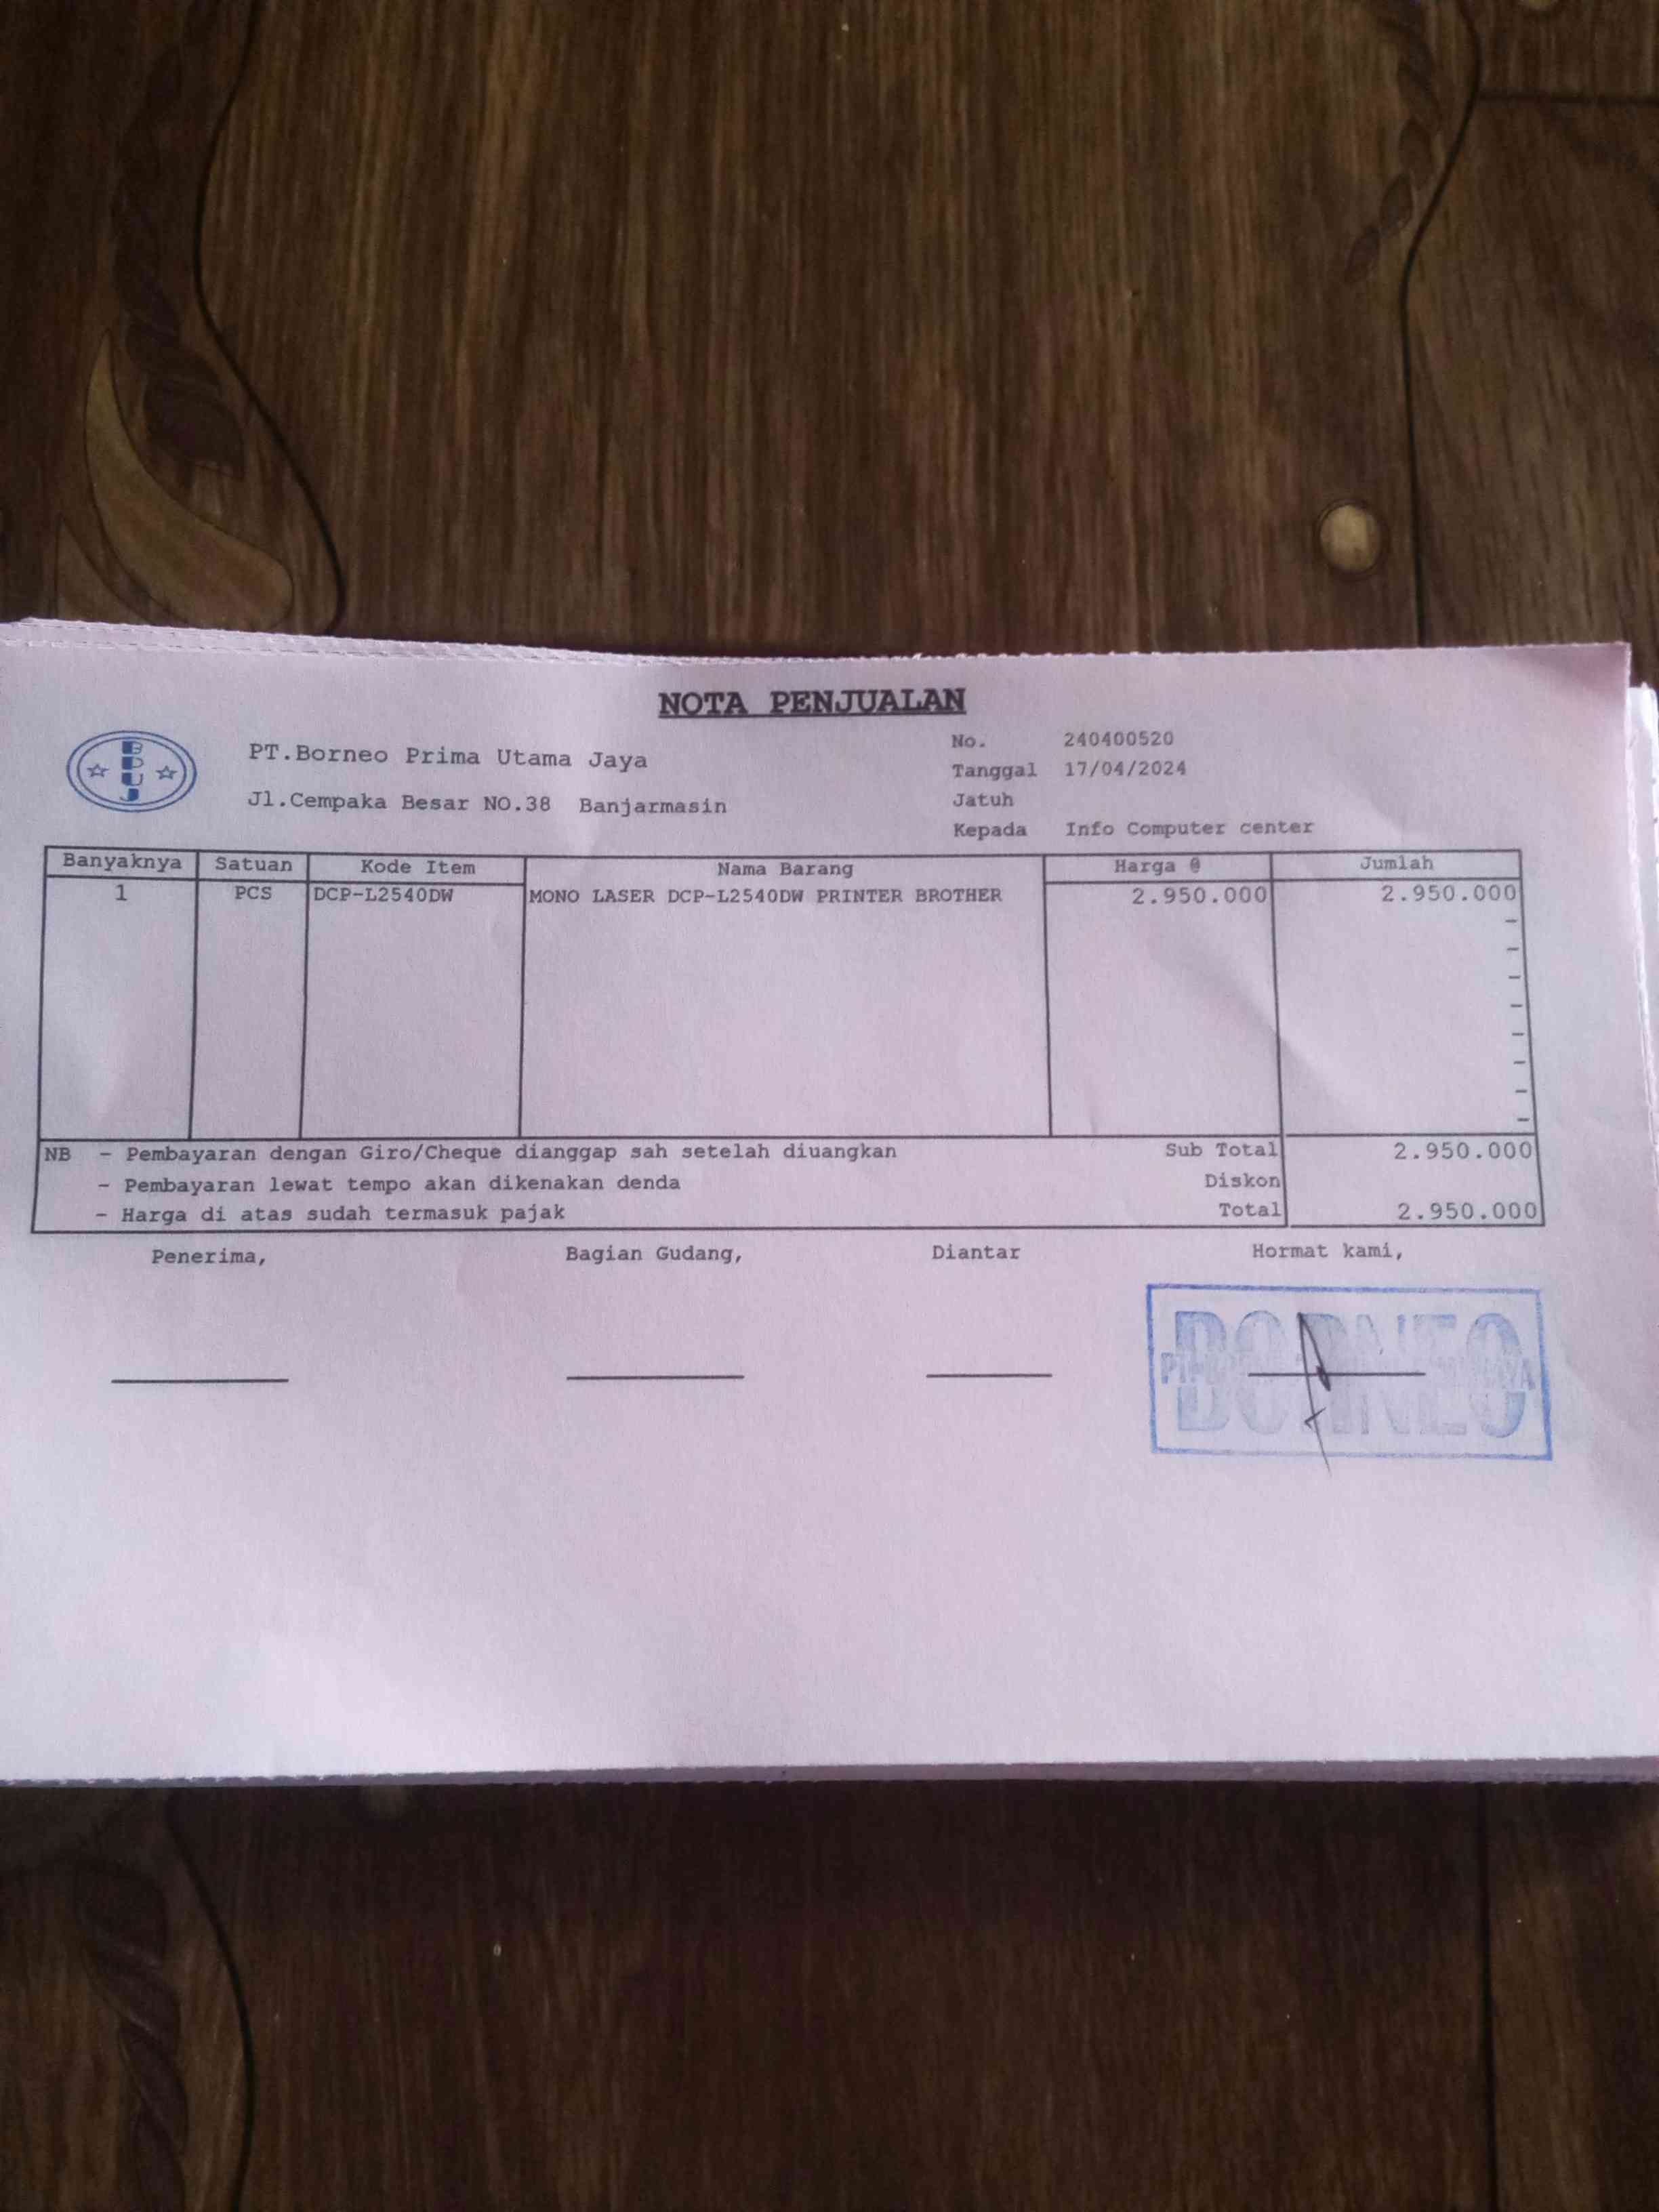 NOTA PENJUALAN
BPUJ
PT.Borneo Prima Utama Jaya
Jl.Cempaka Besar NO.38 Banjarmasin
No. 240400520
Tanggal 17/04/2024
Jatuh
Kepada Info Computer center
Banyaknya Satuan Kode Item Nama Barang Harga @ Jumlah
1 PCS DCP-L2540DW MONO LASER DCP-L2540DW PRINTER BROTHER 2.950.000 2.950.000
-
-
-
-
-
-
-
-
NB - Pembayaran dengan Giro/Cheque dianggap sah setelah diuangkan Sub Total 2.950.000
- Pembayaran lewat tempo akan dikenakan denda Diskon
- Harga di atas sudah termasuk pajak Total 2.950.000
Penerima, Bagian Gudang, Diantar Hormat kami,
BORNEO